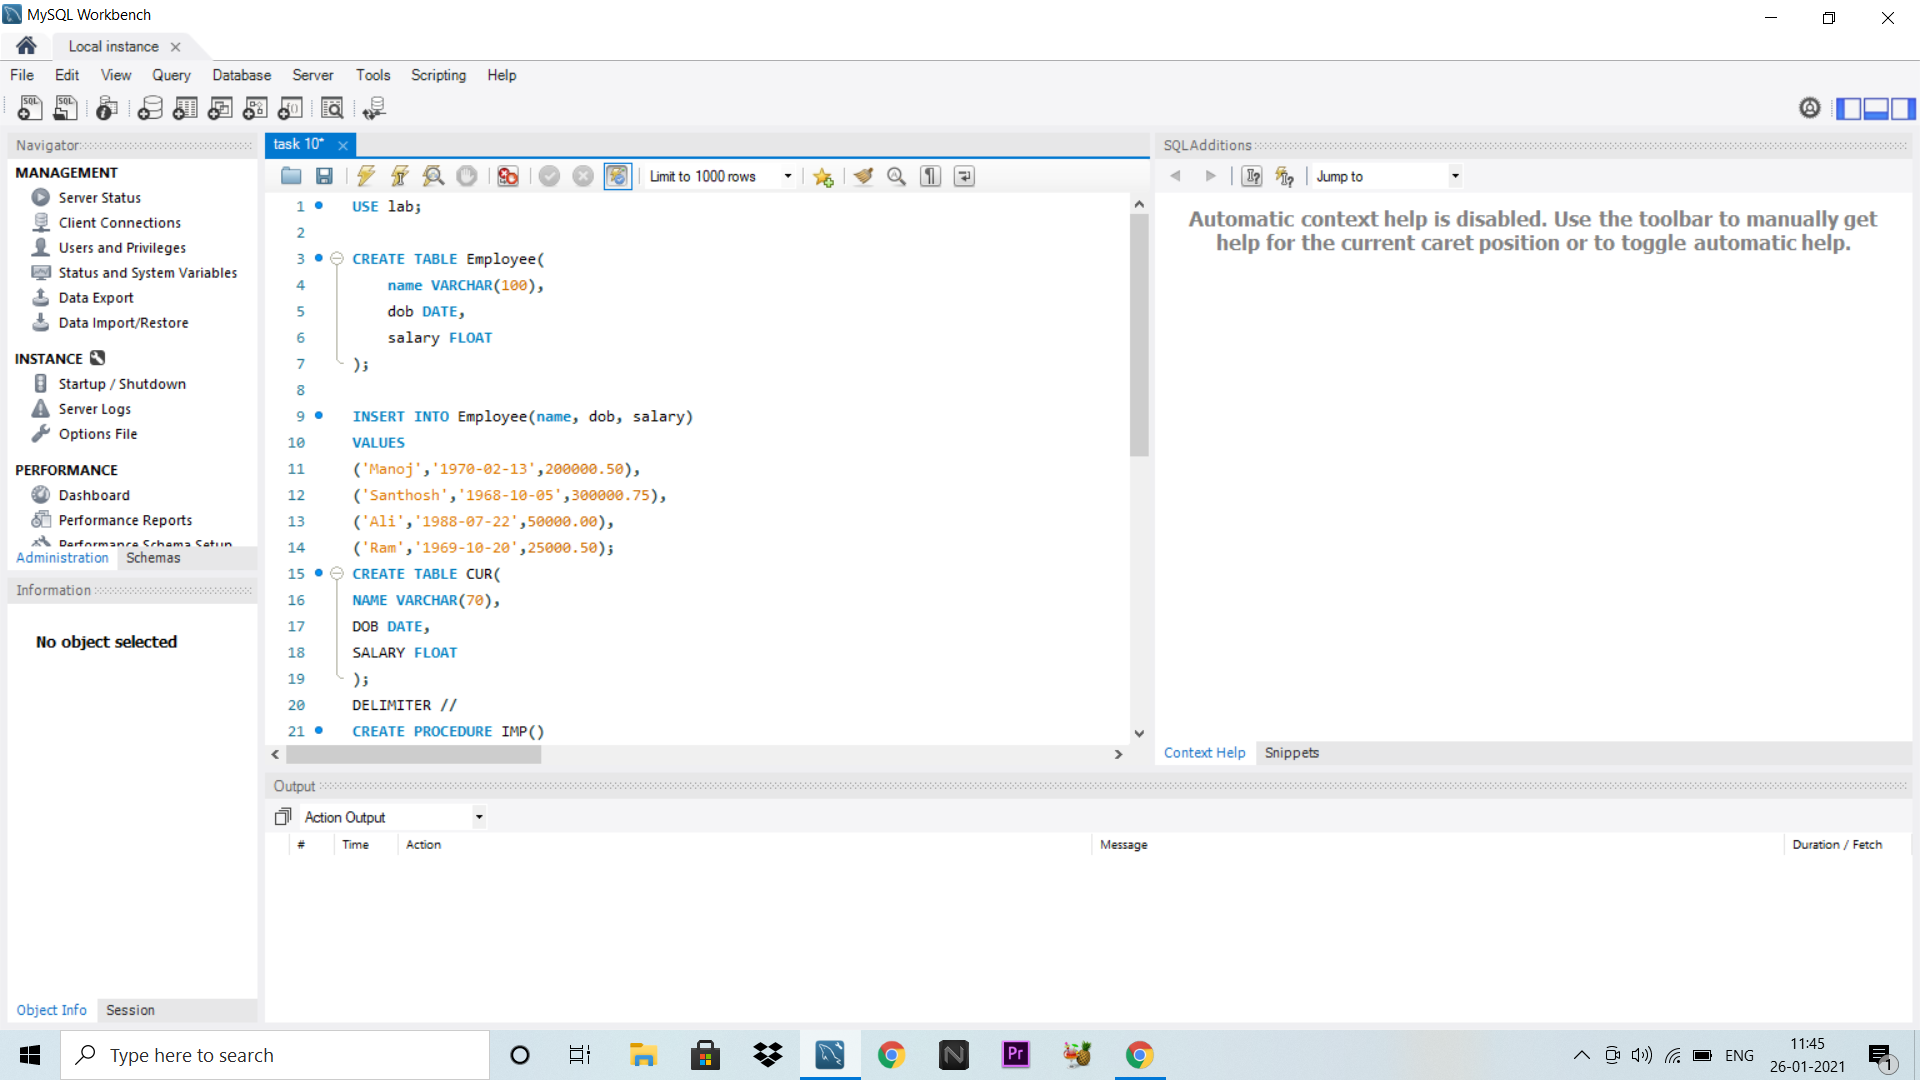 MySQL Workbench
Local instance
File Edit View Query Database Server Tools Scripting Help
Navigator
MANAGEMENT
Server Status
Client Connections
Users and Privileges
Status and System Variables
Data Export
Data Import/Restore
INSTANCE
Startup / Shutdown
Server Logs
Options File
PERFORMANCE
Dashboard
Performance Reports
Performance Schema Setup
Administration Schemas
Information
No object selected
Object Info Session
task 10*
Limit to 1000 rows
1 USE lab;
2
3 CREATE TABLE Employee(
4 name VARCHAR(100),
5 dob DATE,
6 salary FLOAT
7 );
8
9 INSERT INTO Employee(name, dob, salary)
10 VALUES
11 ('Manoj','1970-02-13',200000.50),
12 ('Santhosh','1968-10-05',300000.75),
13 ('Ali','1988-07-22',50000.00),
14 ('Ram','1969-10-20',25000.50);
15 CREATE TABLE CUR(
16 NAME VARCHAR(70),
17 DOB DATE,
18 SALARY FLOAT
19 );
20 DELIMITER //
21 CREATE PROCEDURE IMP()
SQLAdditions
Jump to
Automatic context help is disabled. Use the toolbar to manually get
help for the current caret position or to toggle automatic help.
Context Help Snippets
Output
Action Output
# Time Action Message Duration / Fetch
Type here to search
Pr
ENG
11:45
26-01-2021
1